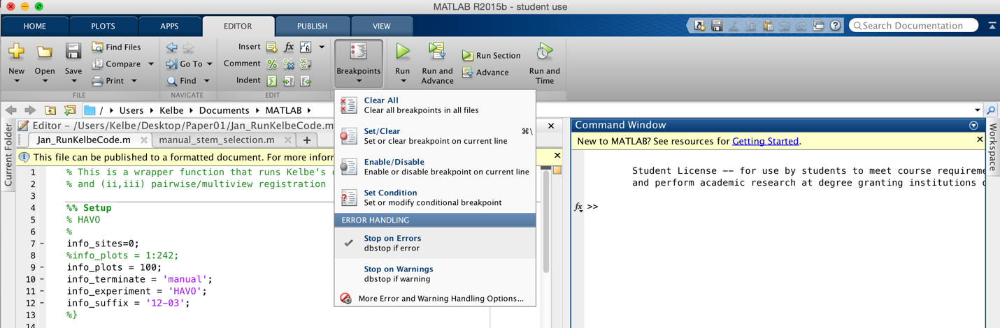 MATLAB R2015b - student use
HOME PLOTS APPS EDITOR PUBLISH VIEW
Search Documentation
New Open Save Find Files Compare Print
FILE
Go To Find
NAVIGATE
Insert fx
Comment
Indent
EDIT
Breakpoints
Run Run and Advance Run Section Advance Run and Time
/ Users Kelbe Documents MATLAB
Current Folder
Editor - /Users/Kelbe/Desktop/Paper01/Jan_RunKelbeCode.m
Jan_RunKelbeCode.m manual_stem_selection.m +
This file can be published to a formatted document. For more
1 % This is a wrapper function that runs Kelbe's
2 % and (ii,iii) pairwise/multiview registration
3
4 %% Setup
5 % HAVO
6 %
7 - info_sites=0;
8 %info_plots = 1:242;
9 - info_plots = 100;
10 - info_terminate = 'manual';
11 - info_experiment = 'HAVO';
12 - info_suffix = '12-03';
13 %}
14
Clear All
Clear all breakpoints in all files
Set/Clear ⌘\
Set or clear breakpoint on current line
Enable/Disable
Enable or disable breakpoint on current line
Set Condition
Set or modify conditional breakpoint
ERROR HANDLING
Stop on Errors
dbstop if error
Stop on Warnings
dbstop if warning
More Error and Warning Handling Options...
Command Window
New to MATLAB? See resources for Getting Started.
Student License -- for use by students to meet course
and perform academic research at degree granting institutions
fx >>
Workspace